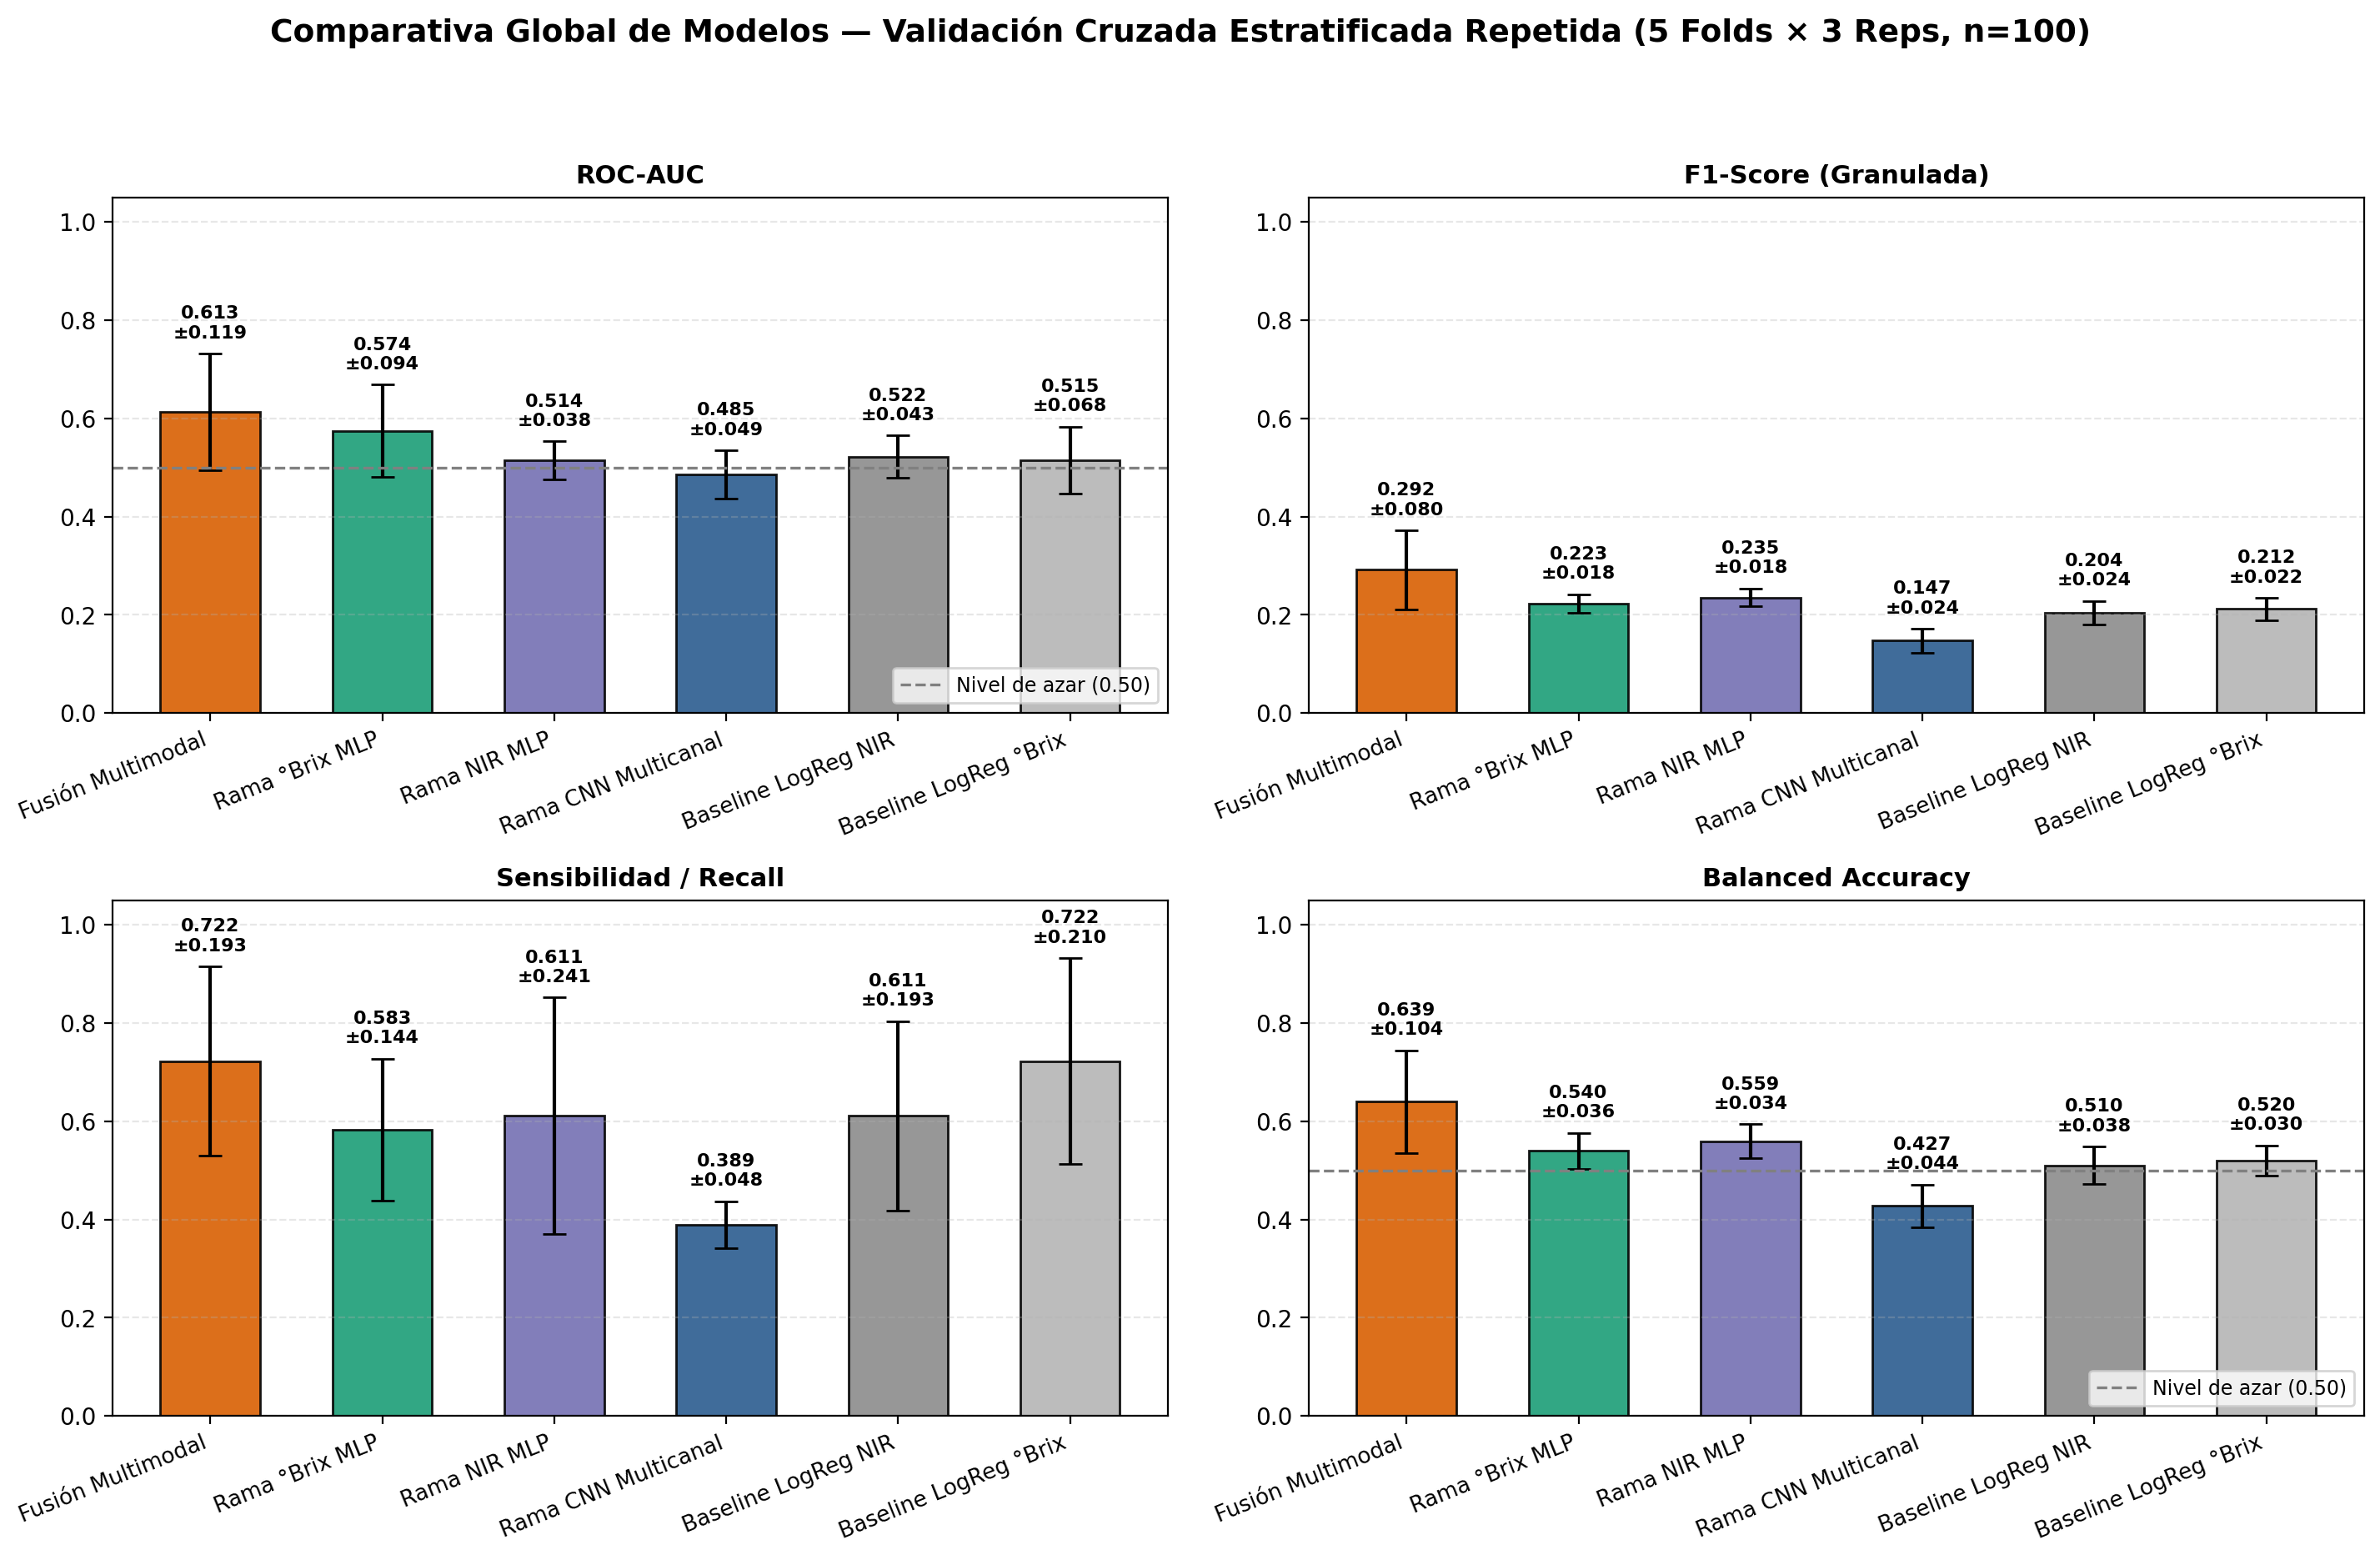 Comparativa Global de Modelos — Validación Cruzada Estratificada Repetida (5 Folds × 3 Reps, n=100)
ROC-AUC
1.0
0.8
0.6
0.4
0.2
0.0
0.613
±0.119
0.574
±0.094
0.514
±0.038
0.485
±0.049
0.522
±0.043
0.515
±0.068
Nivel de azar (0.50)
Fusión Multimodal
Rama °Brix MLP
Rama NIR MLP
Rama CNN Multicanal
Baseline LogReg NIR
Baseline LogReg °Brix
F1-Score (Granulada)
1.0
0.8
0.6
0.4
0.2
0.0
0.292
±0.080
0.223
±0.018
0.235
±0.018
0.147
±0.024
0.204
±0.024
0.212
±0.022
Fusión Multimodal
Rama °Brix MLP
Rama NIR MLP
Rama CNN Multicanal
Baseline LogReg NIR
Baseline LogReg °Brix
Sensibilidad / Recall
1.0
0.8
0.6
0.4
0.2
0.0
0.722
±0.193
0.583
±0.144
0.611
±0.241
0.389
±0.048
0.611
±0.193
0.722
±0.210
Fusión Multimodal
Rama °Brix MLP
Rama NIR MLP
Rama CNN Multicanal
Baseline LogReg NIR
Baseline LogReg °Brix
Balanced Accuracy
1.0
0.8
0.6
0.4
0.2
0.0
0.639
±0.104
0.540
±0.036
0.559
±0.034
0.427
±0.044
0.510
±0.038
0.520
±0.030
Nivel de azar (0.50)
Fusión Multimodal
Rama °Brix MLP
Rama NIR MLP
Rama CNN Multicanal
Baseline LogReg NIR
Baseline LogReg °Brix